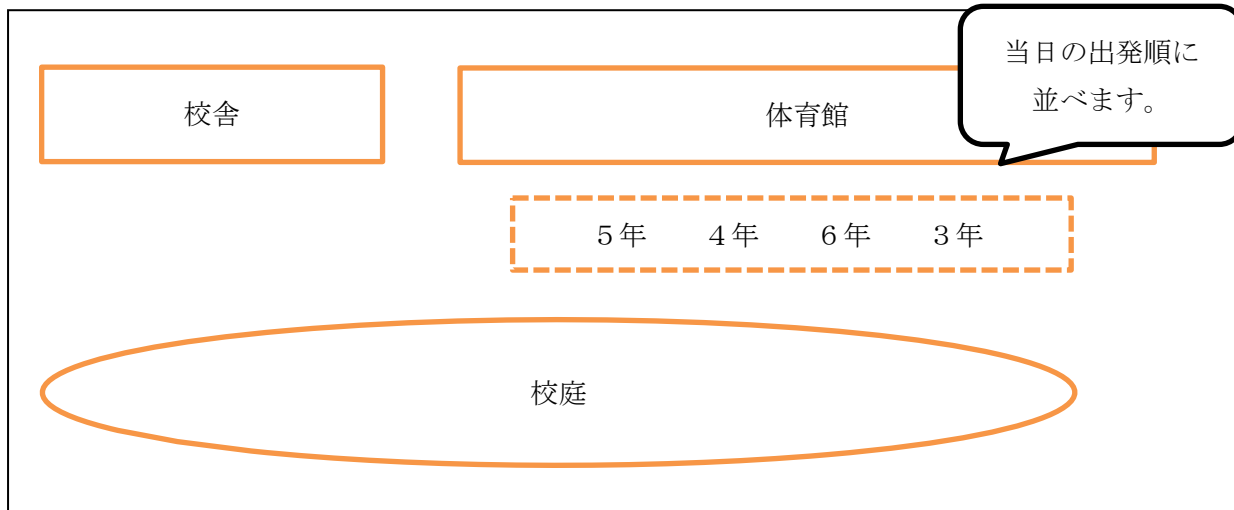 当日の出発順に
並べます。
校舎
体育館
５年 ４年 ６年 ３年
校庭